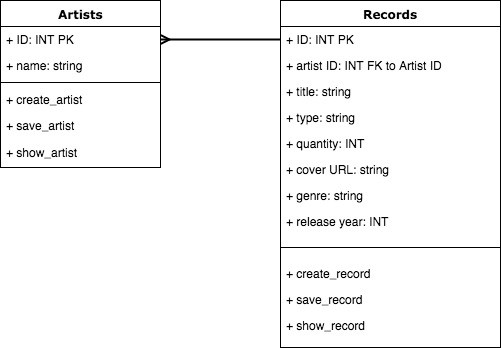 Artists
+ ID: INT PK
+ name: string
+ create_artist
+ save_artist
+ show_artist
Records
+ ID: INT PK
+ artist ID: INT FK to Artist ID
+ title: string
+ type: string
+ quantity: INT
+ cover URL: string
+ genre: string
+ release year: INT
+ create_record
+ save_record
+ show_record